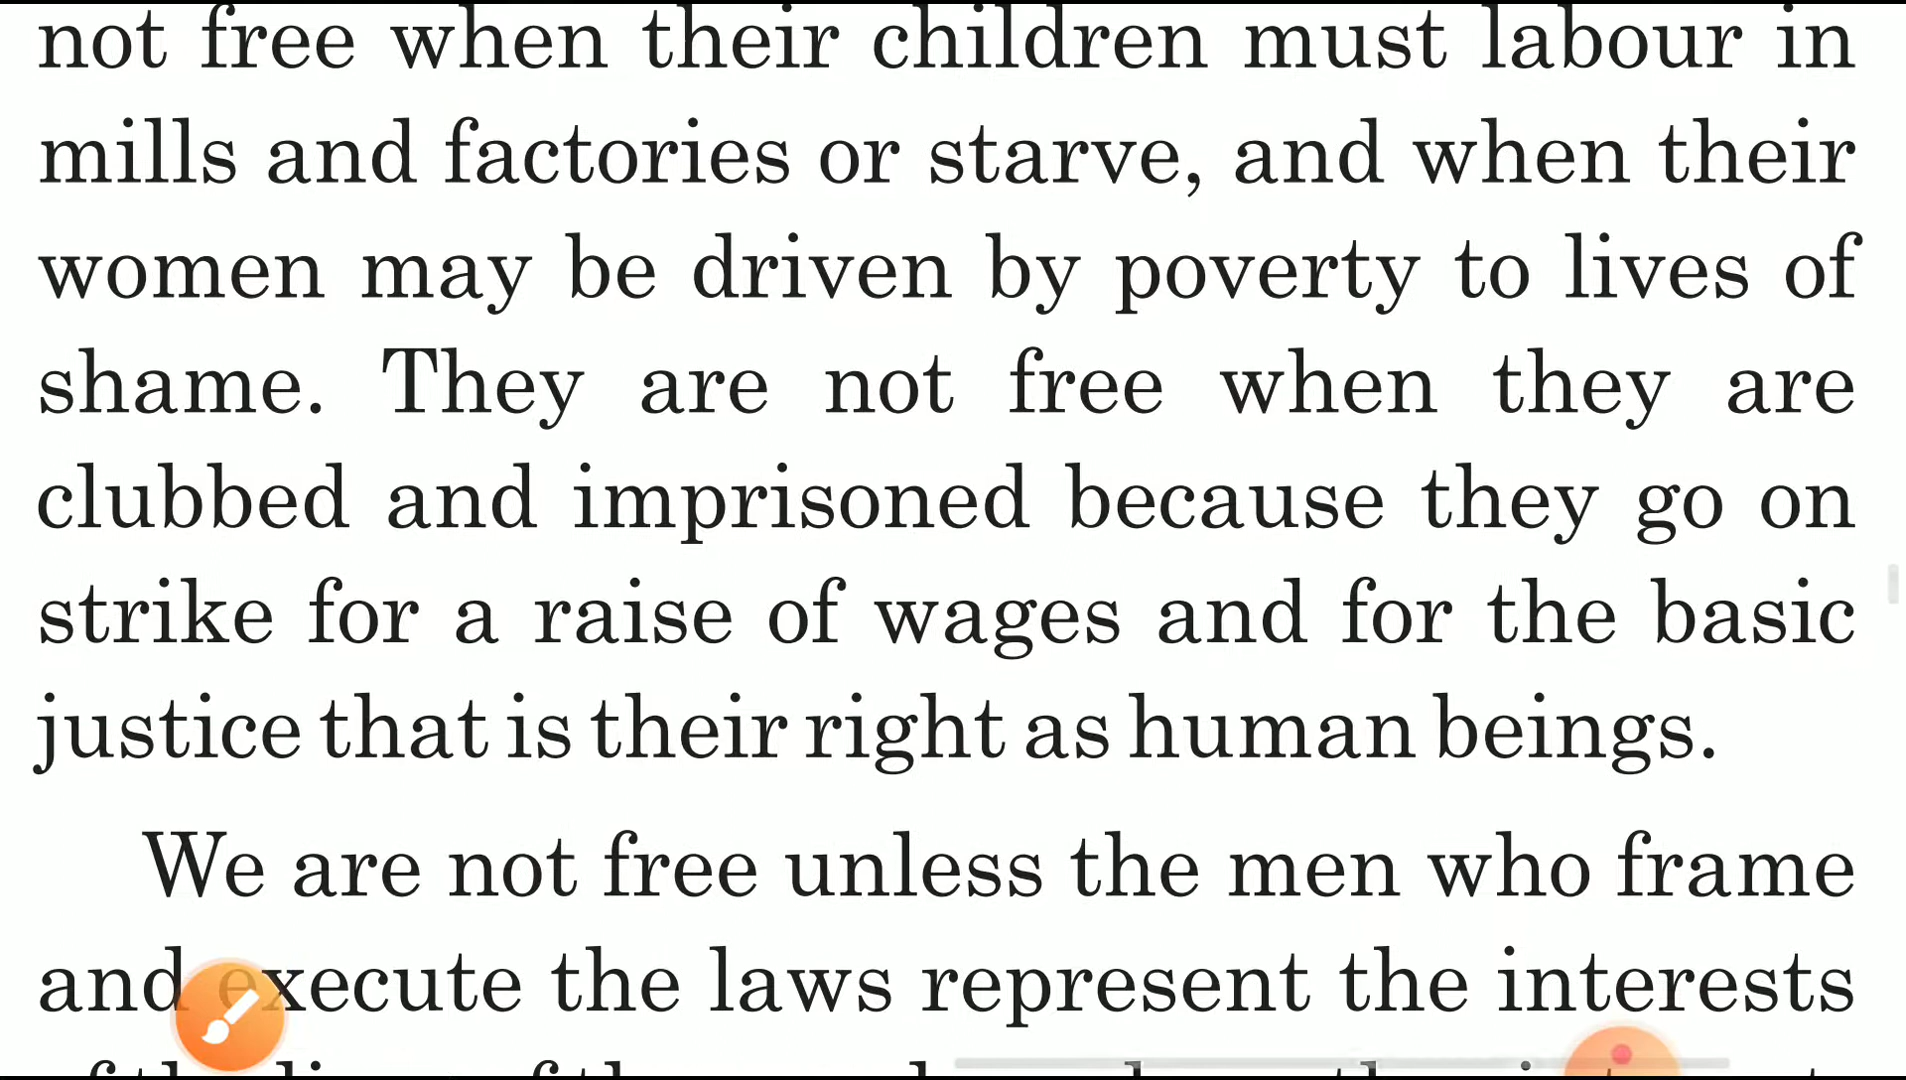 not free when their children must labour in
mills and factories or starve, and when their
women may be driven by poverty to lives of
shame. They are not free when they are
clubbed and imprisoned because they go on
strike for a raise of wages and for the basic
justice that is their right as human beings.
We are not free unless the men who frame
and execute the laws represent the interests